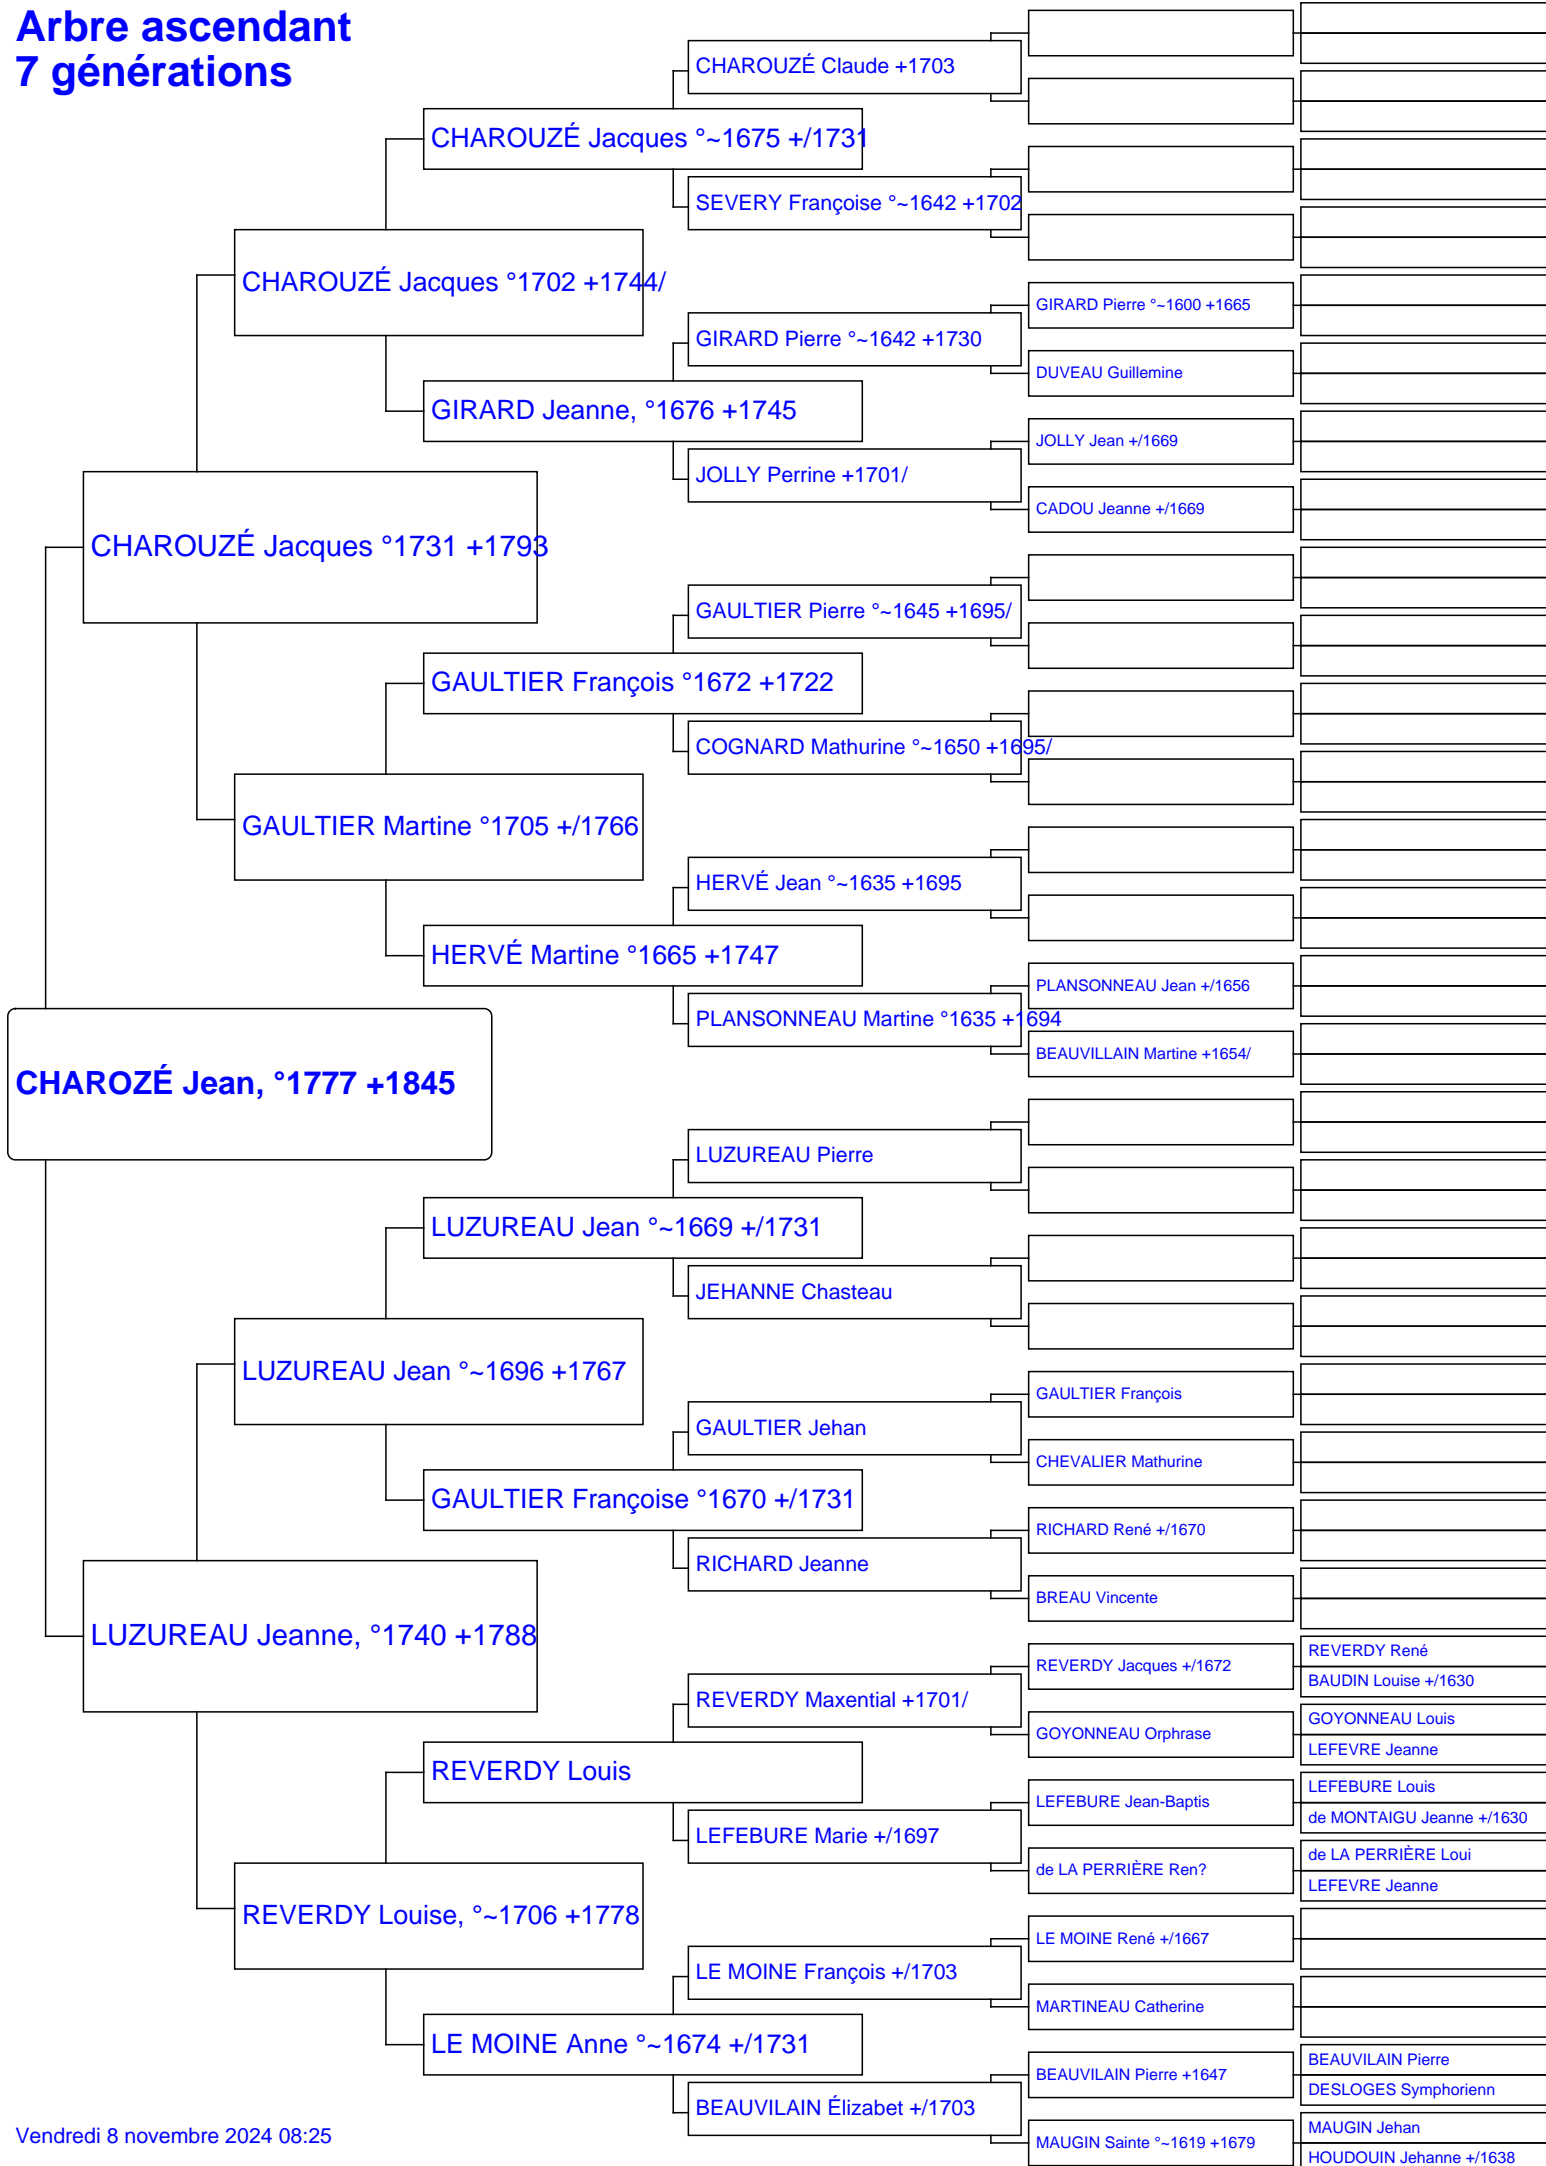 Arbre ascendant
7 générations
CHAROUZÉ Claude +1703
CHAROUZÉ Jacques °~1675 +/1731
SEVERY Françoise °~1642 +1702
CHAROUZÉ Jacques °1702 +1744/
GIRARD Pierre °~1600 +1665
GIRARD Pierre °~1642 +1730
DUVEAU Guillemine
GIRARD Jeanne, °1676 +1745
JOLLY Jean +/1669
JOLLY Perrine +1701/
CADOU Jeanne +/1669
CHAROUZÉ Jacques °1731 +1793
GAULTIER Pierre °~1645 +1695/
GAULTIER François °1672 +1722
COGNARD Mathurine °~1650 +1695/
GAULTIER Martine °1705 +/1766
HERVÉ Jean °~1635 +1695
HERVÉ Martine °1665 +1747
PLANSONNEAU Jean +/1656
PLANSONNEAU Martine °1635 +1694
BEAUVILLAIN Martine +1654/
CHAROZÉ Jean, °1777 +1845
LUZUREAU Pierre
LUZUREAU Jean °~1669 +/1731
JEHANNE Chasteau
LUZUREAU Jean °~1696 +1767
GAULTIER François
GAULTIER Jehan
CHEVALIER Mathurine
GAULTIER Françoise °1670 +/1731
RICHARD René +/1670
RICHARD Jeanne
BREAU Vincente
LUZUREAU Jeanne, °1740 +1788
REVERDY René
REVERDY Jacques +/1672
BAUDIN Louise +/1630
REVERDY Maxential +1701/
GOYONNEAU Louis
GOYONNEAU Orphrase
LEFEVRE Jeanne
REVERDY Louis
LEFEBURE Louis
LEFEBURE Jean-Baptis
de MONTAIGU Jeanne +/1630
LEFEBURE Marie +/1697
de LA PERRIÈRE Loui
de LA PERRIÈRE Ren?
LEFEVRE Jeanne
REVERDY Louise, °~1706 +1778
LE MOINE René +/1667
LE MOINE François +/1703
MARTINEAU Catherine
LE MOINE Anne °~1674 +/1731
BEAUVILAIN Pierre
BEAUVILAIN Pierre +1647
DESLOGES Symphorienn
BEAUVILAIN Élizabet +/1703
MAUGIN Jehan
MAUGIN Sainte °~1619 +1679
HOUDOUIN Jehanne +/1638
Vendredi 8 novembre 2024 08:25